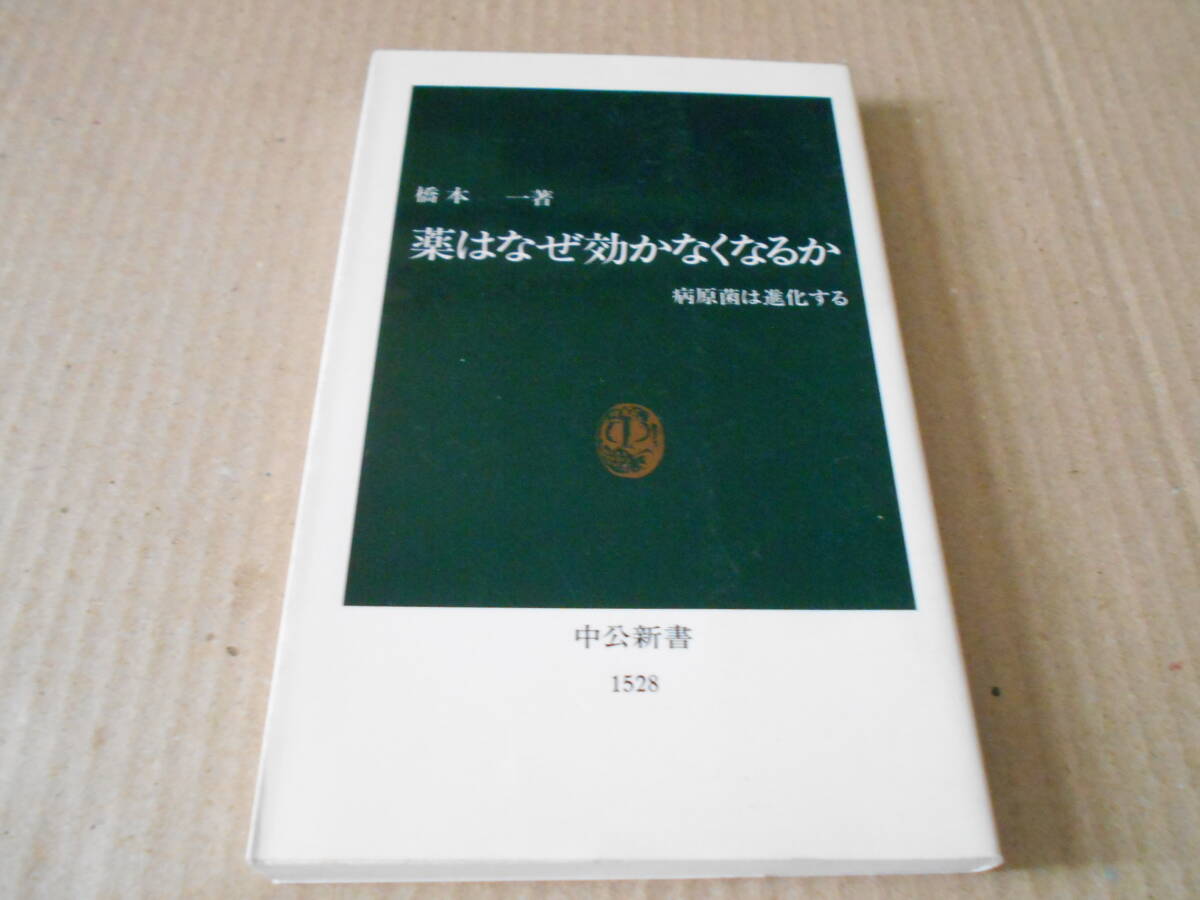 橋本 一著
薬はなぜ効かなくなるか
病原菌は進化する
中公新書
1528